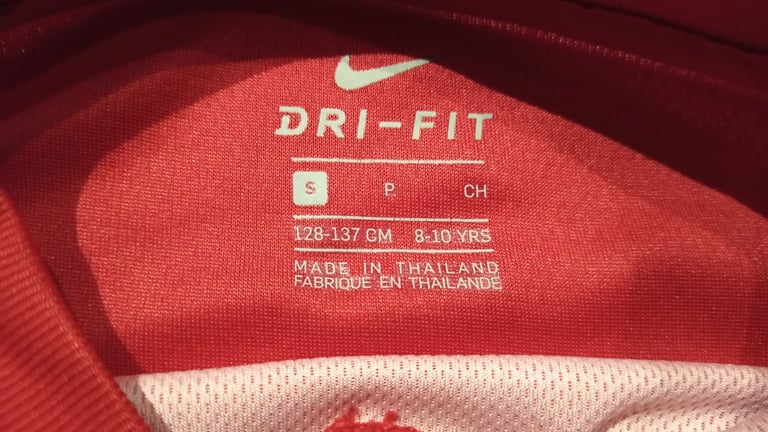 DRI-FIT
S P CH
128-137 CM 8-10 YRS
MADE IN THAILAND
FABRIQUE EN THAILANDE